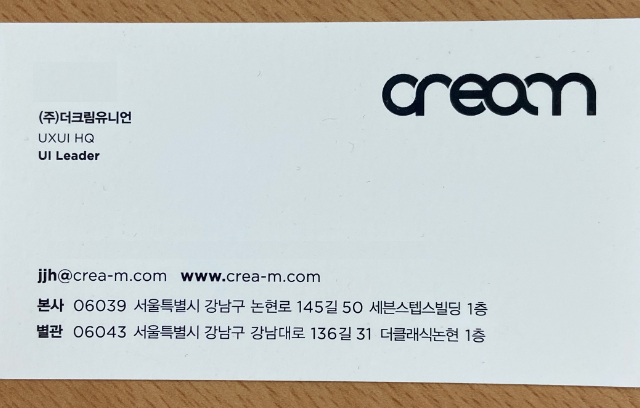 cream
(주)더크림유니언
UXUI HQ
UI Leader
jjh@crea-m.com www.crea-m.com
본사 06039 서울특별시 강남구 논현로 145길 50 세븐스텝스빌딩 1층
별관 06043 서울특별시 강남구 강남대로 136길 31 더클래식논현 1층